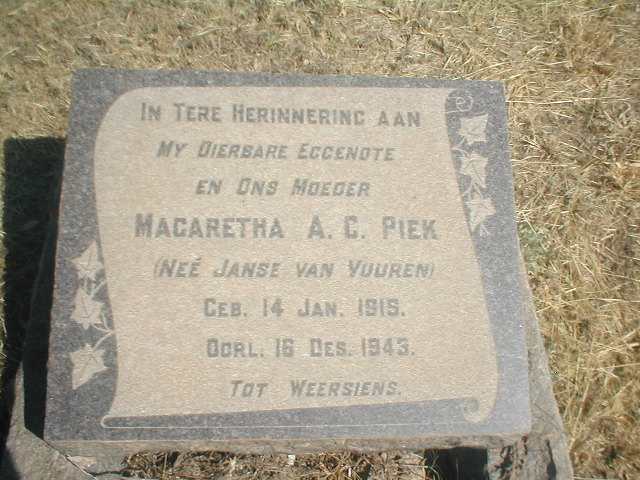 In Tere Herinnering aan
My Dierbare Eggenote
en Ons Moeder
Magaretha A. C. Piek
(Neé Janse van Vuuren)
Geb. 14 Jan. 1915.
Oorl. 16 Des. 1943.
Tot Weersiens.